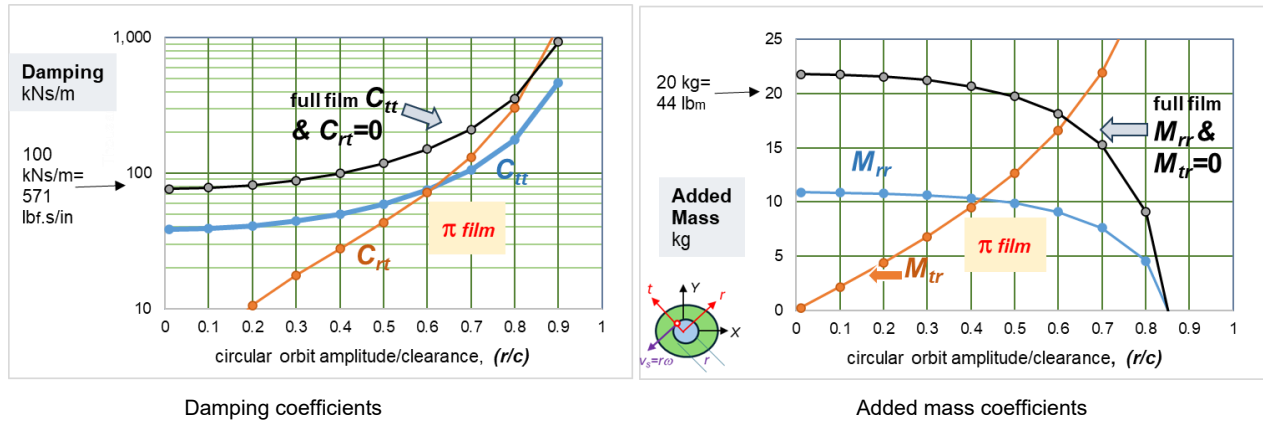 Damping
kNs/m
100
kNs/m=
571
lbf.s/in
1,000
100
10
full film Ctt
& Crt=0
Ctt
Crt
π film
0 0.1 0.2 0.3 0.4 0.5 0.6 0.7 0.8 0.9 1
circular orbit amplitude/clearance, (r/c)
Damping coefficients
20 kg=
44 lbm
Added
Mass
kg
25
20
15
10
5
0
Mrr
full film
Mrr &
Mtr=0
π film
Mtr
t
Y
r
X
vs=rω
r
0 0.1 0.2 0.3 0.4 0.5 0.6 0.7 0.8 0.9 1
circular orbit amplitude/clearance, (r/c)
Added mass coefficients